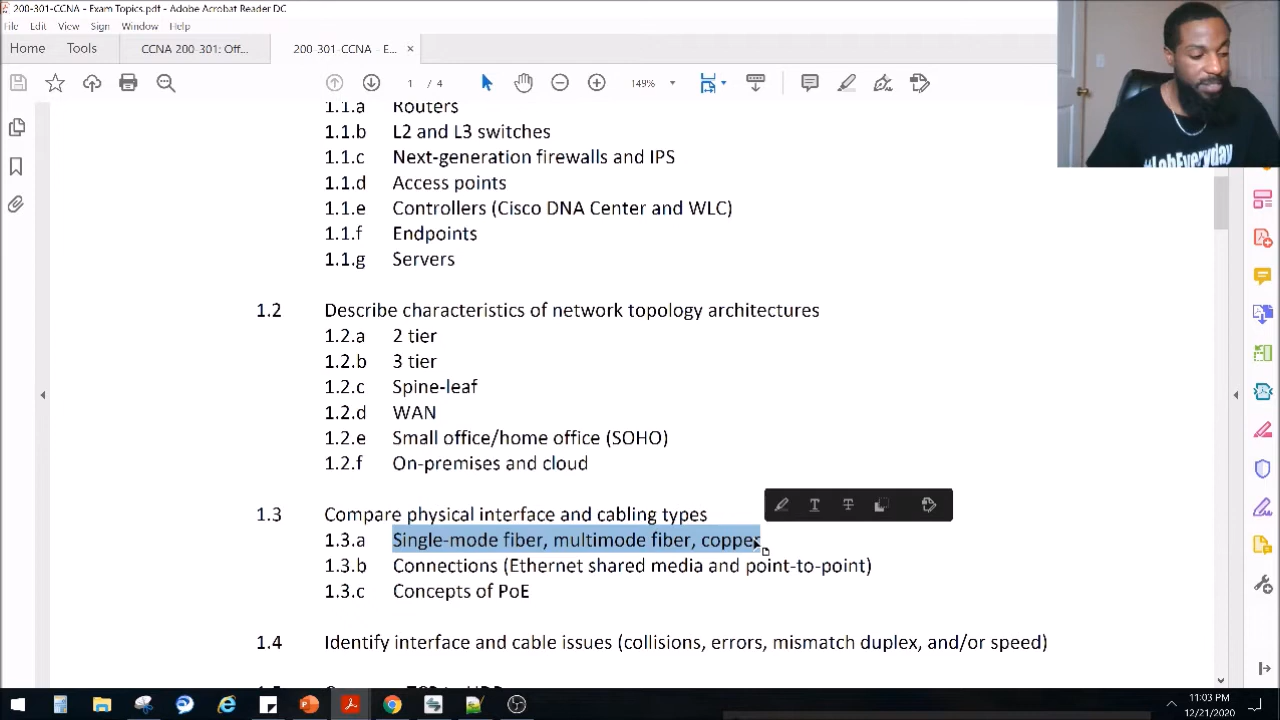 200-301-CCNA - Exam Topics.pdf - Adobe Acrobat Reader DC
File Edit View Sign Window Help
Home Tools CCNA 200-301: Off... 200-301-CCNA - E... ×
1 / 4 149%
1.1.a Routers
1.1.b L2 and L3 switches
1.1.c Next-generation firewalls and IPS
1.1.d Access points
1.1.e Controllers (Cisco DNA Center and WLC)
1.1.f Endpoints
1.1.g Servers
1.2 Describe characteristics of network topology architectures
1.2.a 2 tier
1.2.b 3 tier
1.2.c Spine-leaf
1.2.d WAN
1.2.e Small office/home office (SOHO)
1.2.f On-premises and cloud
1.3 Compare physical interface and cabling types
1.3.a Single-mode fiber, multimode fiber, copper
1.3.b Connections (Ethernet shared media and point-to-point)
1.3.c Concepts of PoE
1.4 Identify interface and cable issues (collisions, errors, mismatch duplex, and/or speed)
#LabEveryday
11:03 PM
12/21/2020